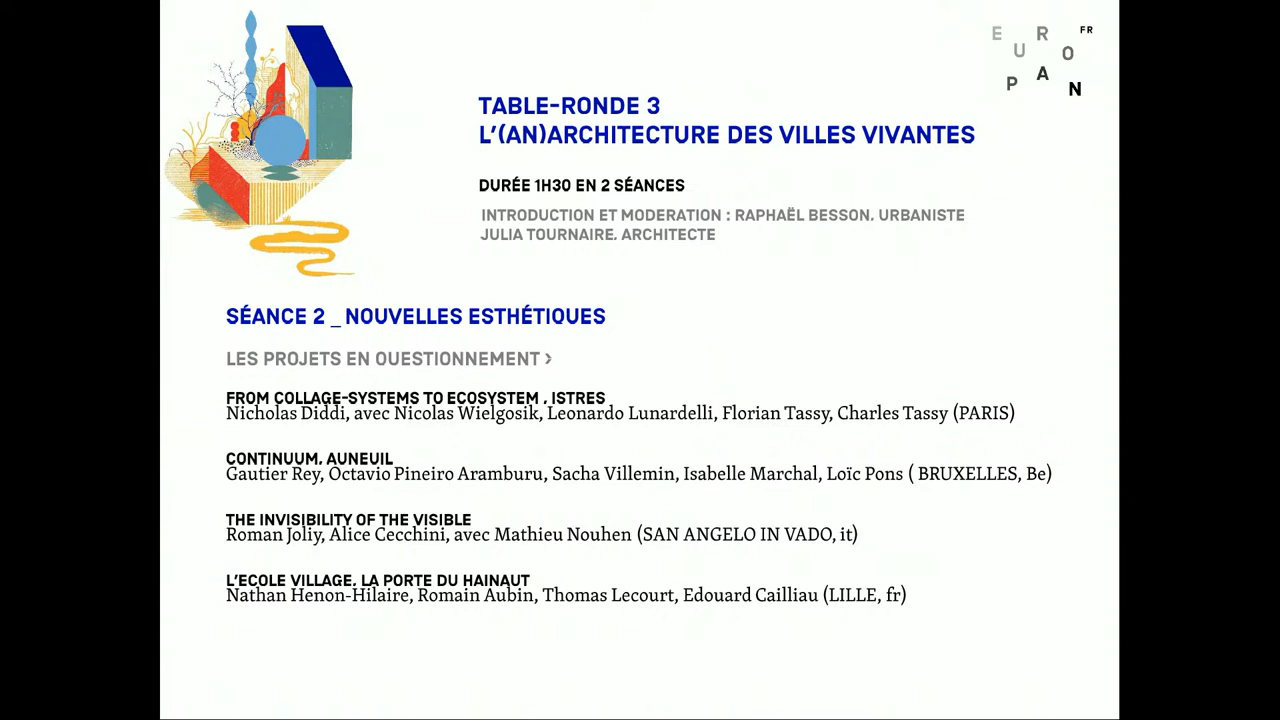 EUROPAN FR
TABLE-RONDE 3
L'(AN)ARCHITECTURE DES VILLES VIVANTES
DURÉE 1H30 EN 2 SÉANCES
INTRODUCTION ET MODERATION : RAPHAËL BESSON, URBANISTE
JULIA TOURNAIRE, ARCHITECTE
SÉANCE 2 _ NOUVELLES ESTHÉTIQUES
LES PROJETS EN QUESTIONNEMENT >
FROM COLLAGE-SYSTEMS TO ECOSYSTEM , ISTRES
Nicholas Diddi, avec Nicolas Wielgosik, Leonardo Lunardelli, Florian Tassy, Charles Tassy (PARIS)
CONTINUUM, AUNEUIL
Gautier Rey, Octavio Pineiro Aramburu, Sacha Villemin, Isabelle Marchal, Loïc Pons ( BRUXELLES, Be)
THE INVISIBILITY OF THE VISIBLE
Roman Joliy, Alice Cecchini, avec Mathieu Nouhen (SAN ANGELO IN VADO, it)
L'ECOLE VILLAGE, LA PORTE DU HAINAUT
Nathan Henon-Hilaire, Romain Aubin, Thomas Lecourt, Edouard Cailliau (LILLE, fr)